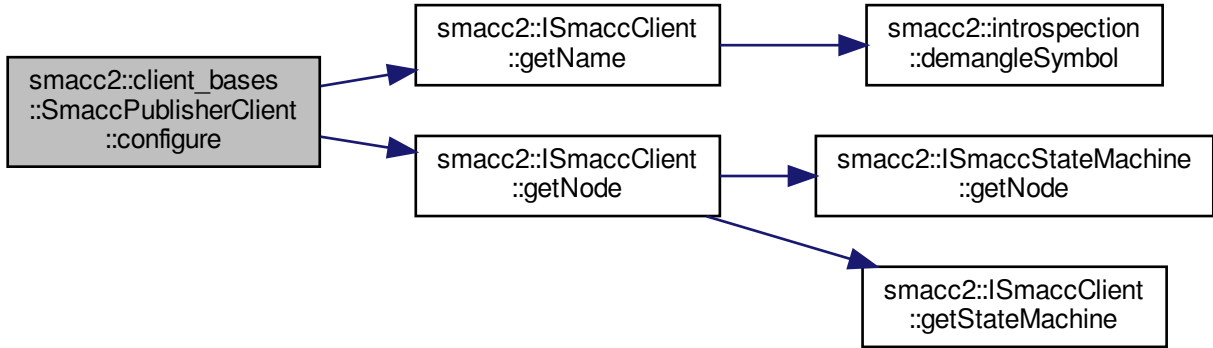 smacc2::client_bases
::SmaccPublisherClient
::configure
smacc2::ISmaccClient
::getName
smacc2::introspection
::demangleSymbol
smacc2::ISmaccClient
::getNode
smacc2::ISmaccStateMachine
::getNode
smacc2::ISmaccClient
::getStateMachine